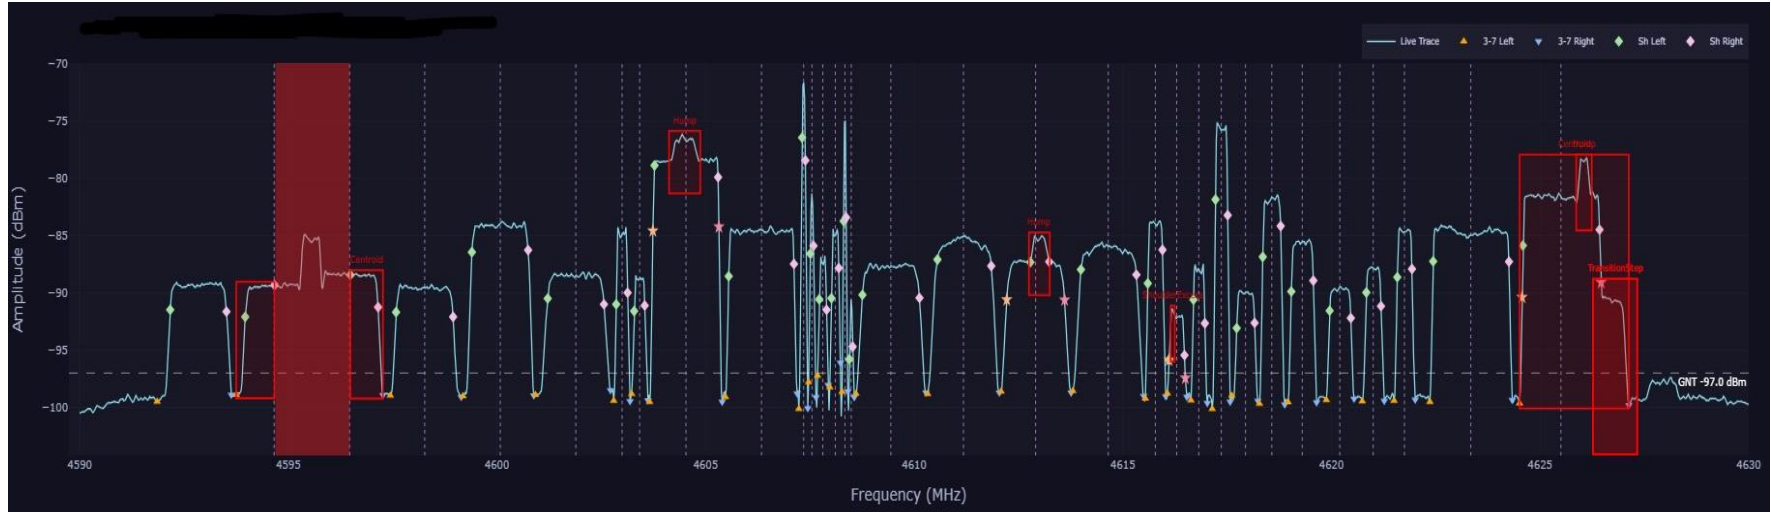 Live Trace 3-7 Left 3-7 Right Sh Left Sh Right
−70
−75
−80
−85
−90
−95
−100
Amplitude (dBm)
Hump
Centroid
Hump
TransitionStep
GNT -97.0 dBm
4590 4595 4600 4605 4610 4615 4620 4625 4630
Frequency (MHz)